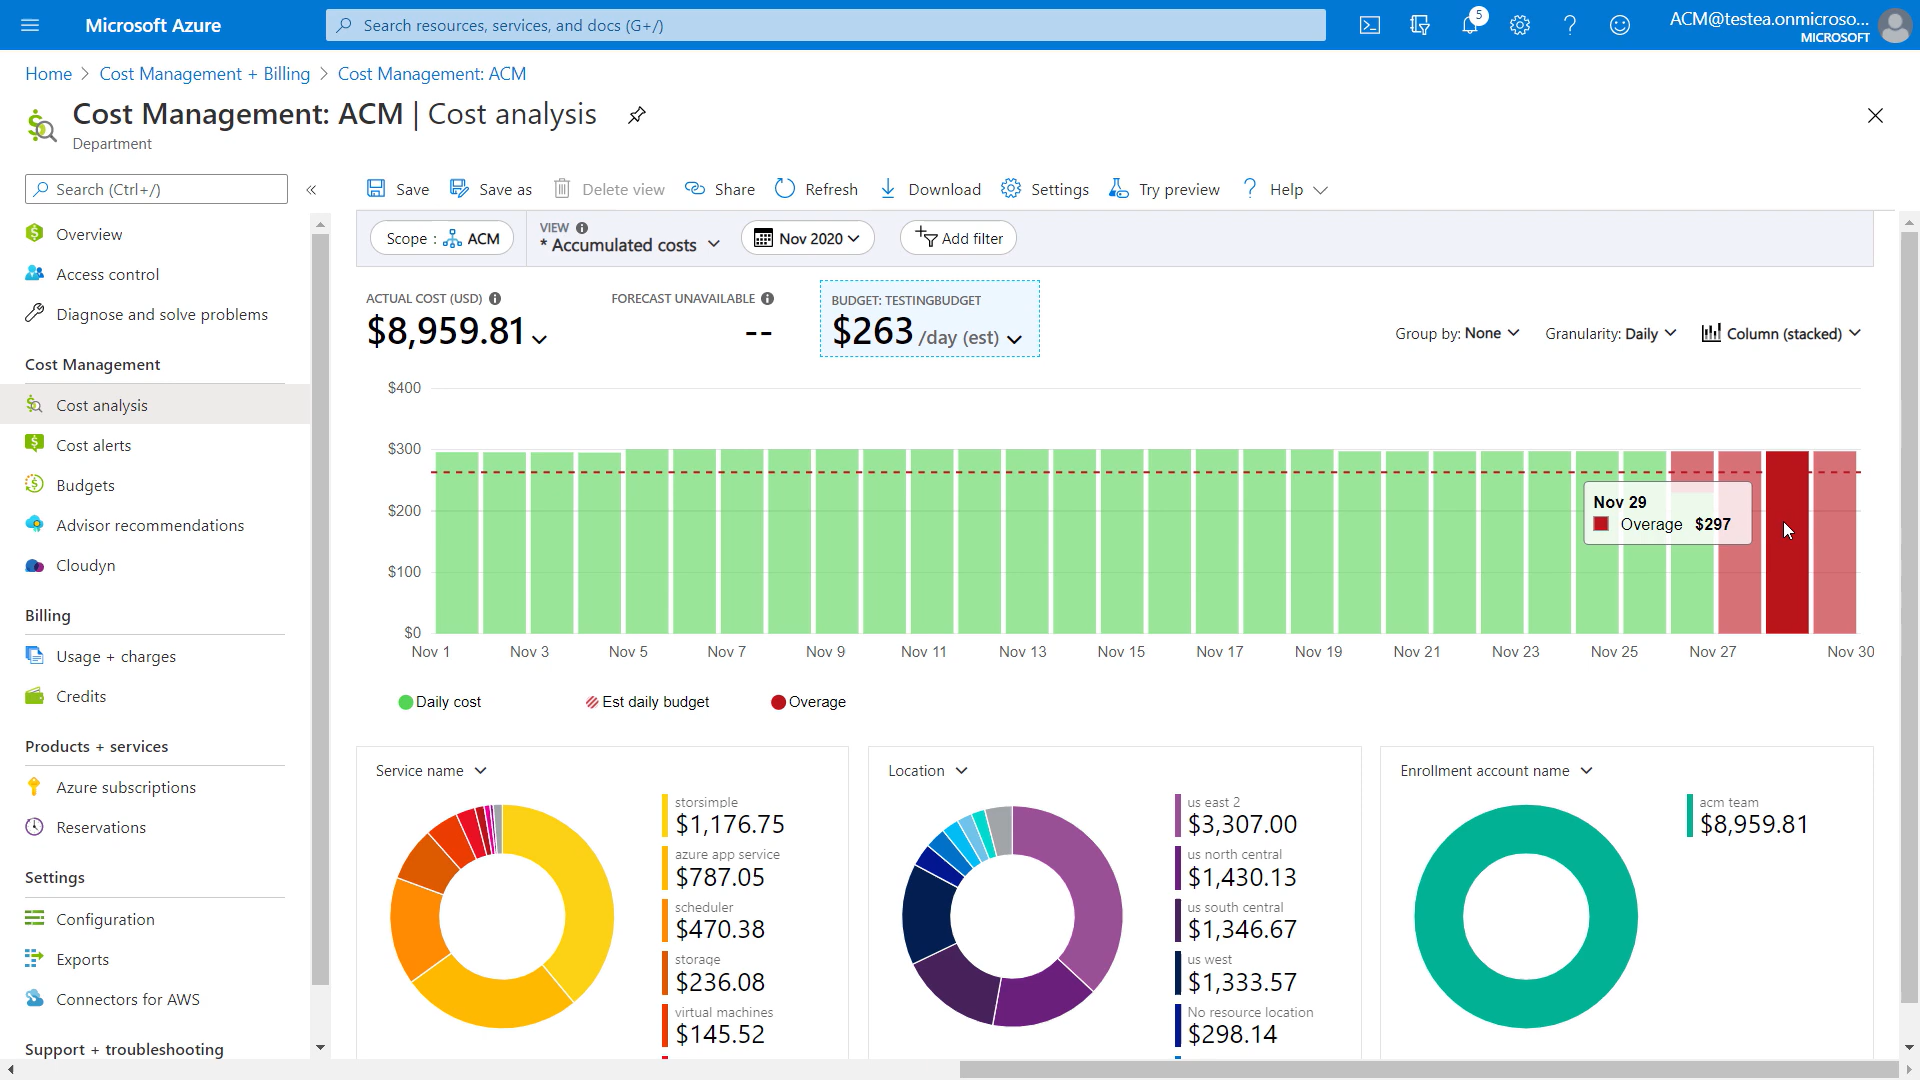 Microsoft Azure
Search resources, services, and docs (G+/)
5
ACM@testea.onmicroso...
MICROSOFT
Home > Cost Management + Billing > Cost Management: ACM
Cost Management: ACM | Cost analysis
Department
Search (Ctrl+/)
«
Overview
Access control
Diagnose and solve problems
Cost Management
Cost analysis
Cost alerts
Budgets
Advisor recommendations
Cloudyn
Billing
Usage + charges
Credits
Products + services
Azure subscriptions
Reservations
Settings
Configuration
Exports
Connectors for AWS
Support + troubleshooting
Save
Save as
Delete view
Share
Refresh
Download
Settings
Try preview
? Help
Scope : ACM
VIEW
* Accumulated costs
Nov 2020
Add filter
ACTUAL COST (USD)
$8,959.81
FORECAST UNAVAILABLE
--
BUDGET: TESTINGBUDGET
$263 /day (est)
Group by: None
Granularity: Daily
Column (stacked)
$400
$300
$200
$100
$0
Nov 29
Overage $297
Nov 1 Nov 3 Nov 5 Nov 7 Nov 9 Nov 11 Nov 13 Nov 15 Nov 17 Nov 19 Nov 21 Nov 23 Nov 25 Nov 27 Nov 30
Daily cost
Est daily budget
Overage
Service name
storsimple
$1,176.75
azure app service
$787.05
scheduler
$470.38
storage
$236.08
virtual machines
$145.52
Location
us east 2
$3,307.00
us north central
$1,430.13
us south central
$1,346.67
us west
$1,333.57
No resource location
$298.14
Enrollment account name
acm team
$8,959.81